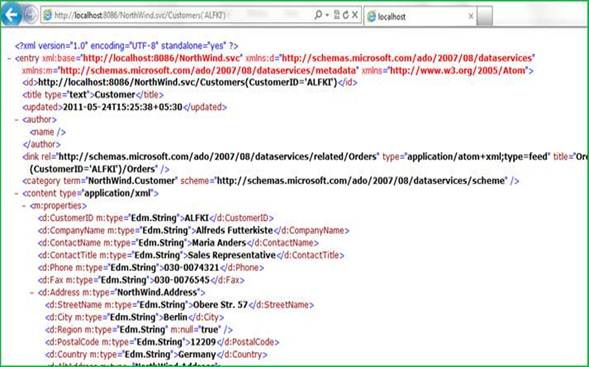 http://localhost:8086/NorthWind.svc/Customers('ALFKI')
localhost
<?xml version="1.0" encoding="UTF-8" standalone="yes" ?>
- <entry xml:base="http://localhost:8086/NorthWind.svc" xmlns:d="http://schemas.microsoft.com/ado/2007/08/dataservices"
xmlns:m="http://schemas.microsoft.com/ado/2007/08/dataservices/metadata" xmlns="http://www.w3.org/2005/Atom">
<id>http://localhost:8086/NorthWind.svc/Customers(CustomerID='ALFKI')</id>
<title type="text">Customer</title>
<updated>2011-05-24T15:25:38+05:30</updated>
- <author>
<name />
</author>
<link rel="http://schemas.microsoft.com/ado/2007/08/dataservices/related/Orders" type="application/atom+xml;type=feed" title="Or
(CustomerID='ALFKI')/Orders" />
<category term="NorthWind.Customer" scheme="http://schemas.microsoft.com/ado/2007/08/dataservices/scheme" />
- <content type="application/xml">
- <m:properties>
<d:CustomerID m:type="Edm.String">ALFKI</d:CustomerID>
<d:CompanyName m:type="Edm.String">Alfreds Futterkiste</d:CompanyName>
<d:ContactName m:type="Edm.String">Maria Anders</d:ContactName>
<d:ContactTitle m:type="Edm.String">Sales Representative</d:ContactTitle>
<d:Phone m:type="Edm.String">030-0074321</d:Phone>
<d:Fax m:type="Edm.String">030-0076545</d:Fax>
- <d:Address m:type="NorthWind.Address">
<d:StreetName m:type="Edm.String">Obere Str. 57</d:StreetName>
<d:City m:type="Edm.String">Berlin</d:City>
<d:Region m:type="Edm.String" m:null="true" />
<d:PostalCode m:type="Edm.String">12209</d:PostalCode>
<d:Country m:type="Edm.String">Germany</d:Country>